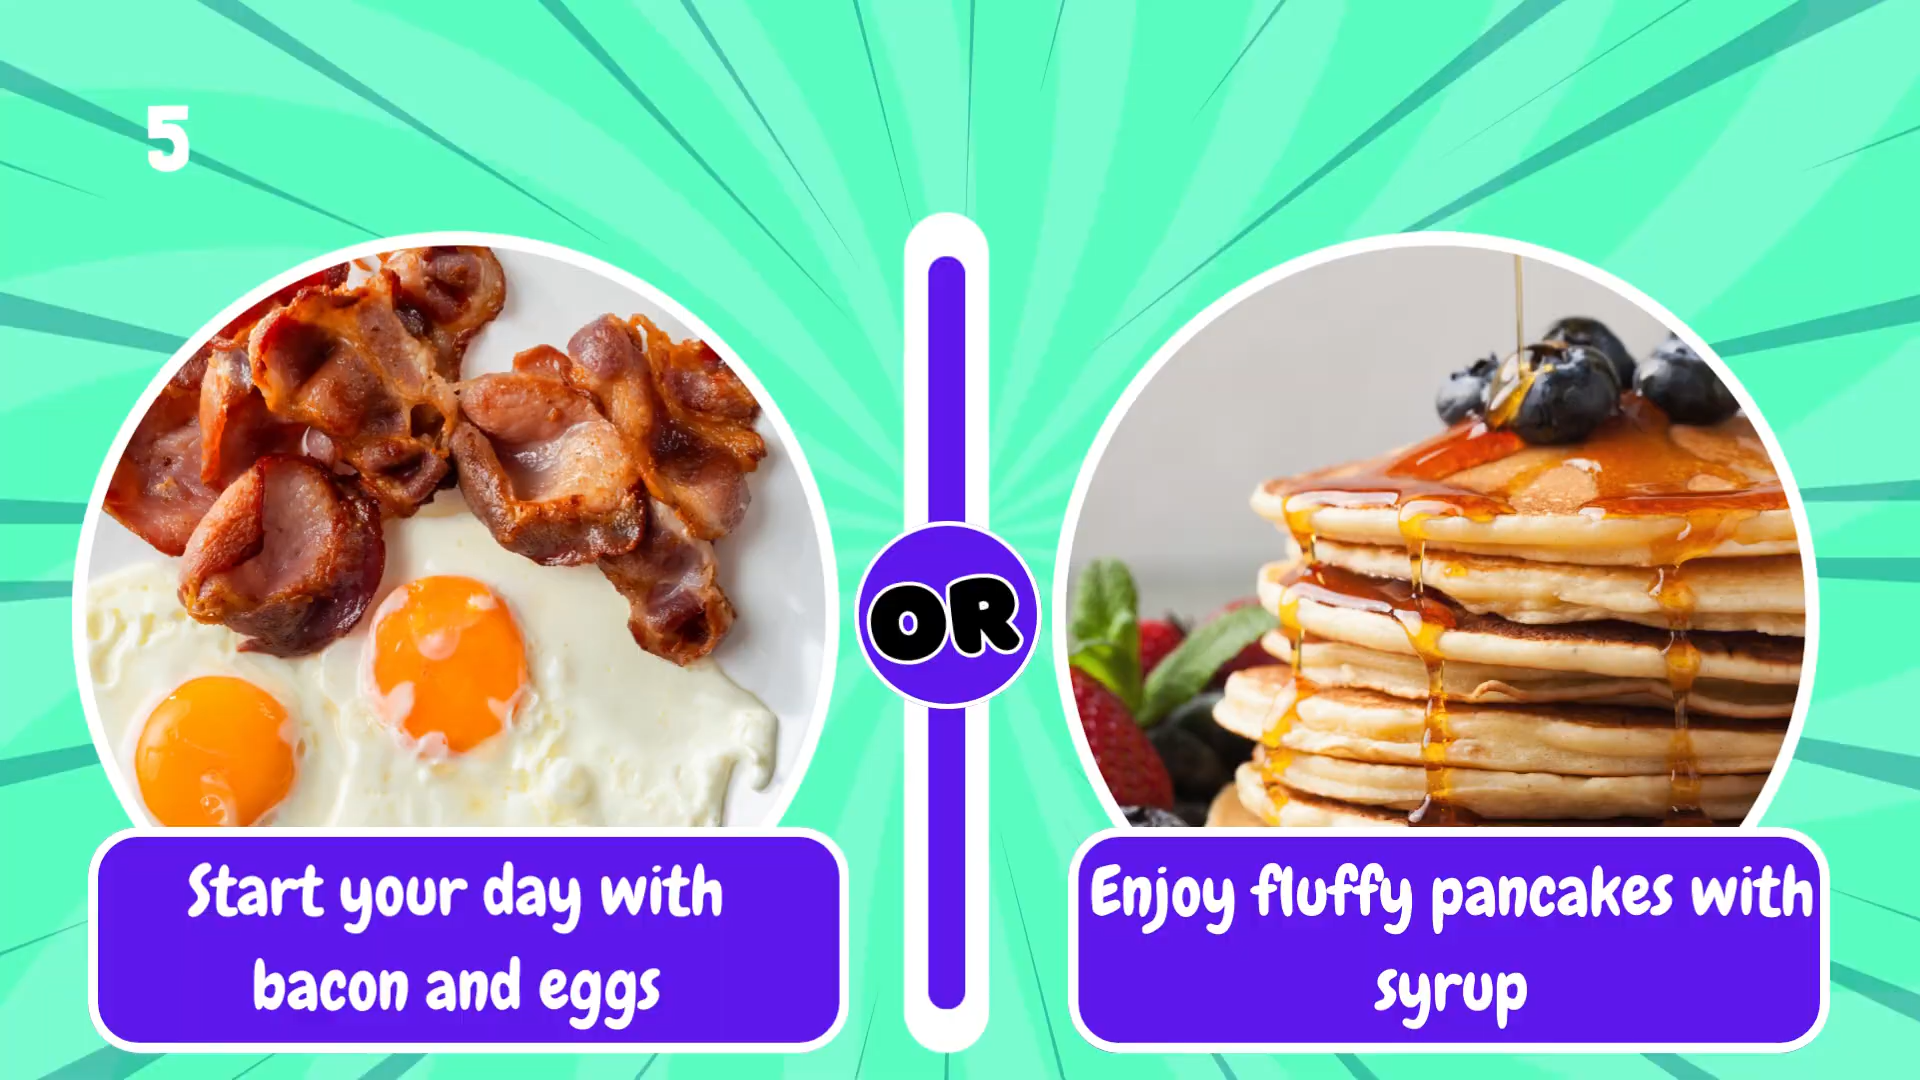 5
OR
Start your day with
bacon and eggs
Enjoy fluffy pancakes with
syrup